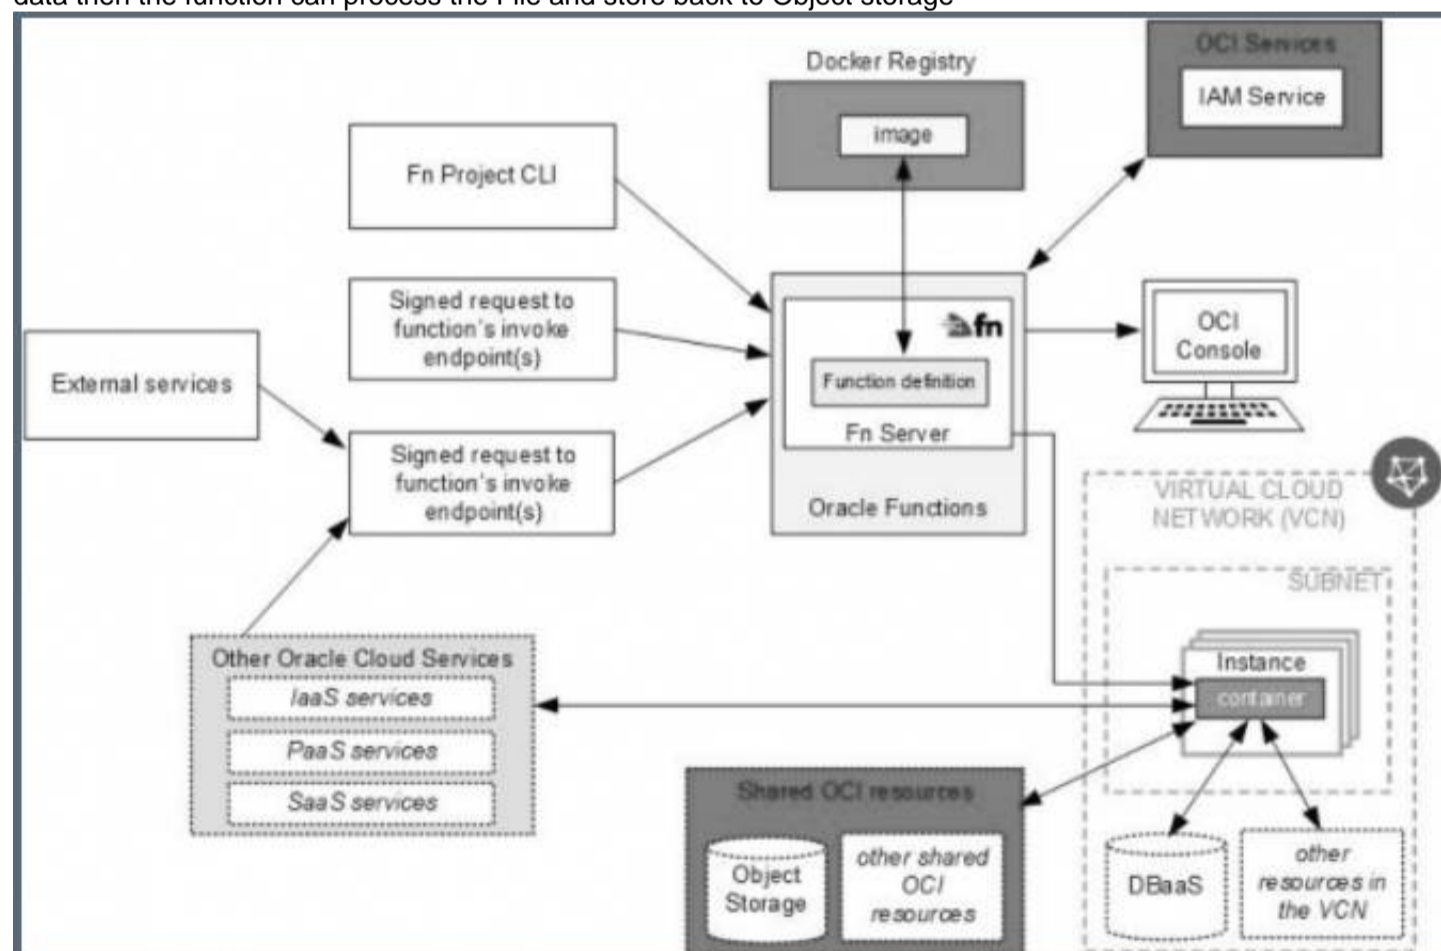 data then the function can process the File and store back to Object storage
OCI Services
IAM Service
Docker Registry
image
Fn Project CLI
Signed request to
function's invoke
endpoint(s)
fn
Function definition
Fn Server
Oracle Functions
OCI
Console
External services
Signed request to
function's invoke
endpoint(s)
VIRTUAL CLOUD
NETWORK (VCN)
SUBNET
Instance
container
Other Oracle Cloud Services
IaaS services
PaaS services
SaaS services
Shared OCI resources
Object
Storage
other shared
OCI
resources
DBaaS
other
resources in
the VCN